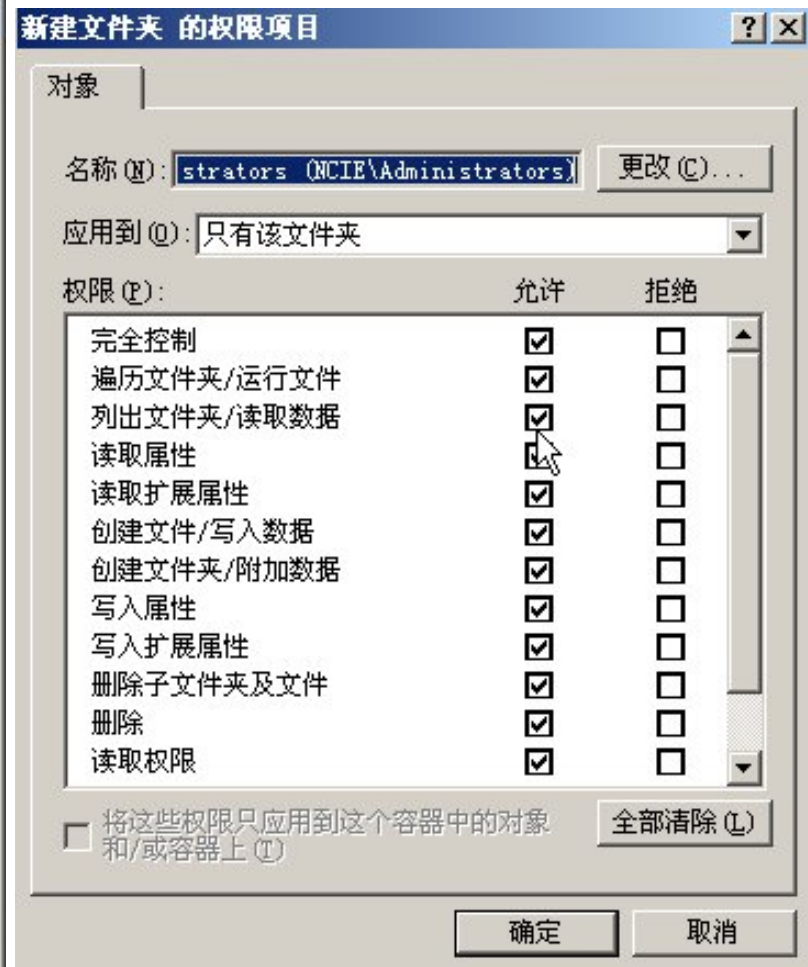 新建文件夹 的权限项目
对象
名称(N): strators (NCIE\Administrators) 更改(C)...
应用到(O): 只有该文件夹
权限(P): 允许 拒绝
完全控制
遍历文件夹/运行文件
列出文件夹/读取数据
读取属性
读取扩展属性
创建文件/写入数据
创建文件夹/附加数据
写入属性
写入扩展属性
删除子文件夹及文件
删除
读取权限
将这些权限只应用到这个容器中的对象
和/或容器上(T)
全部清除(L)
确定 取消